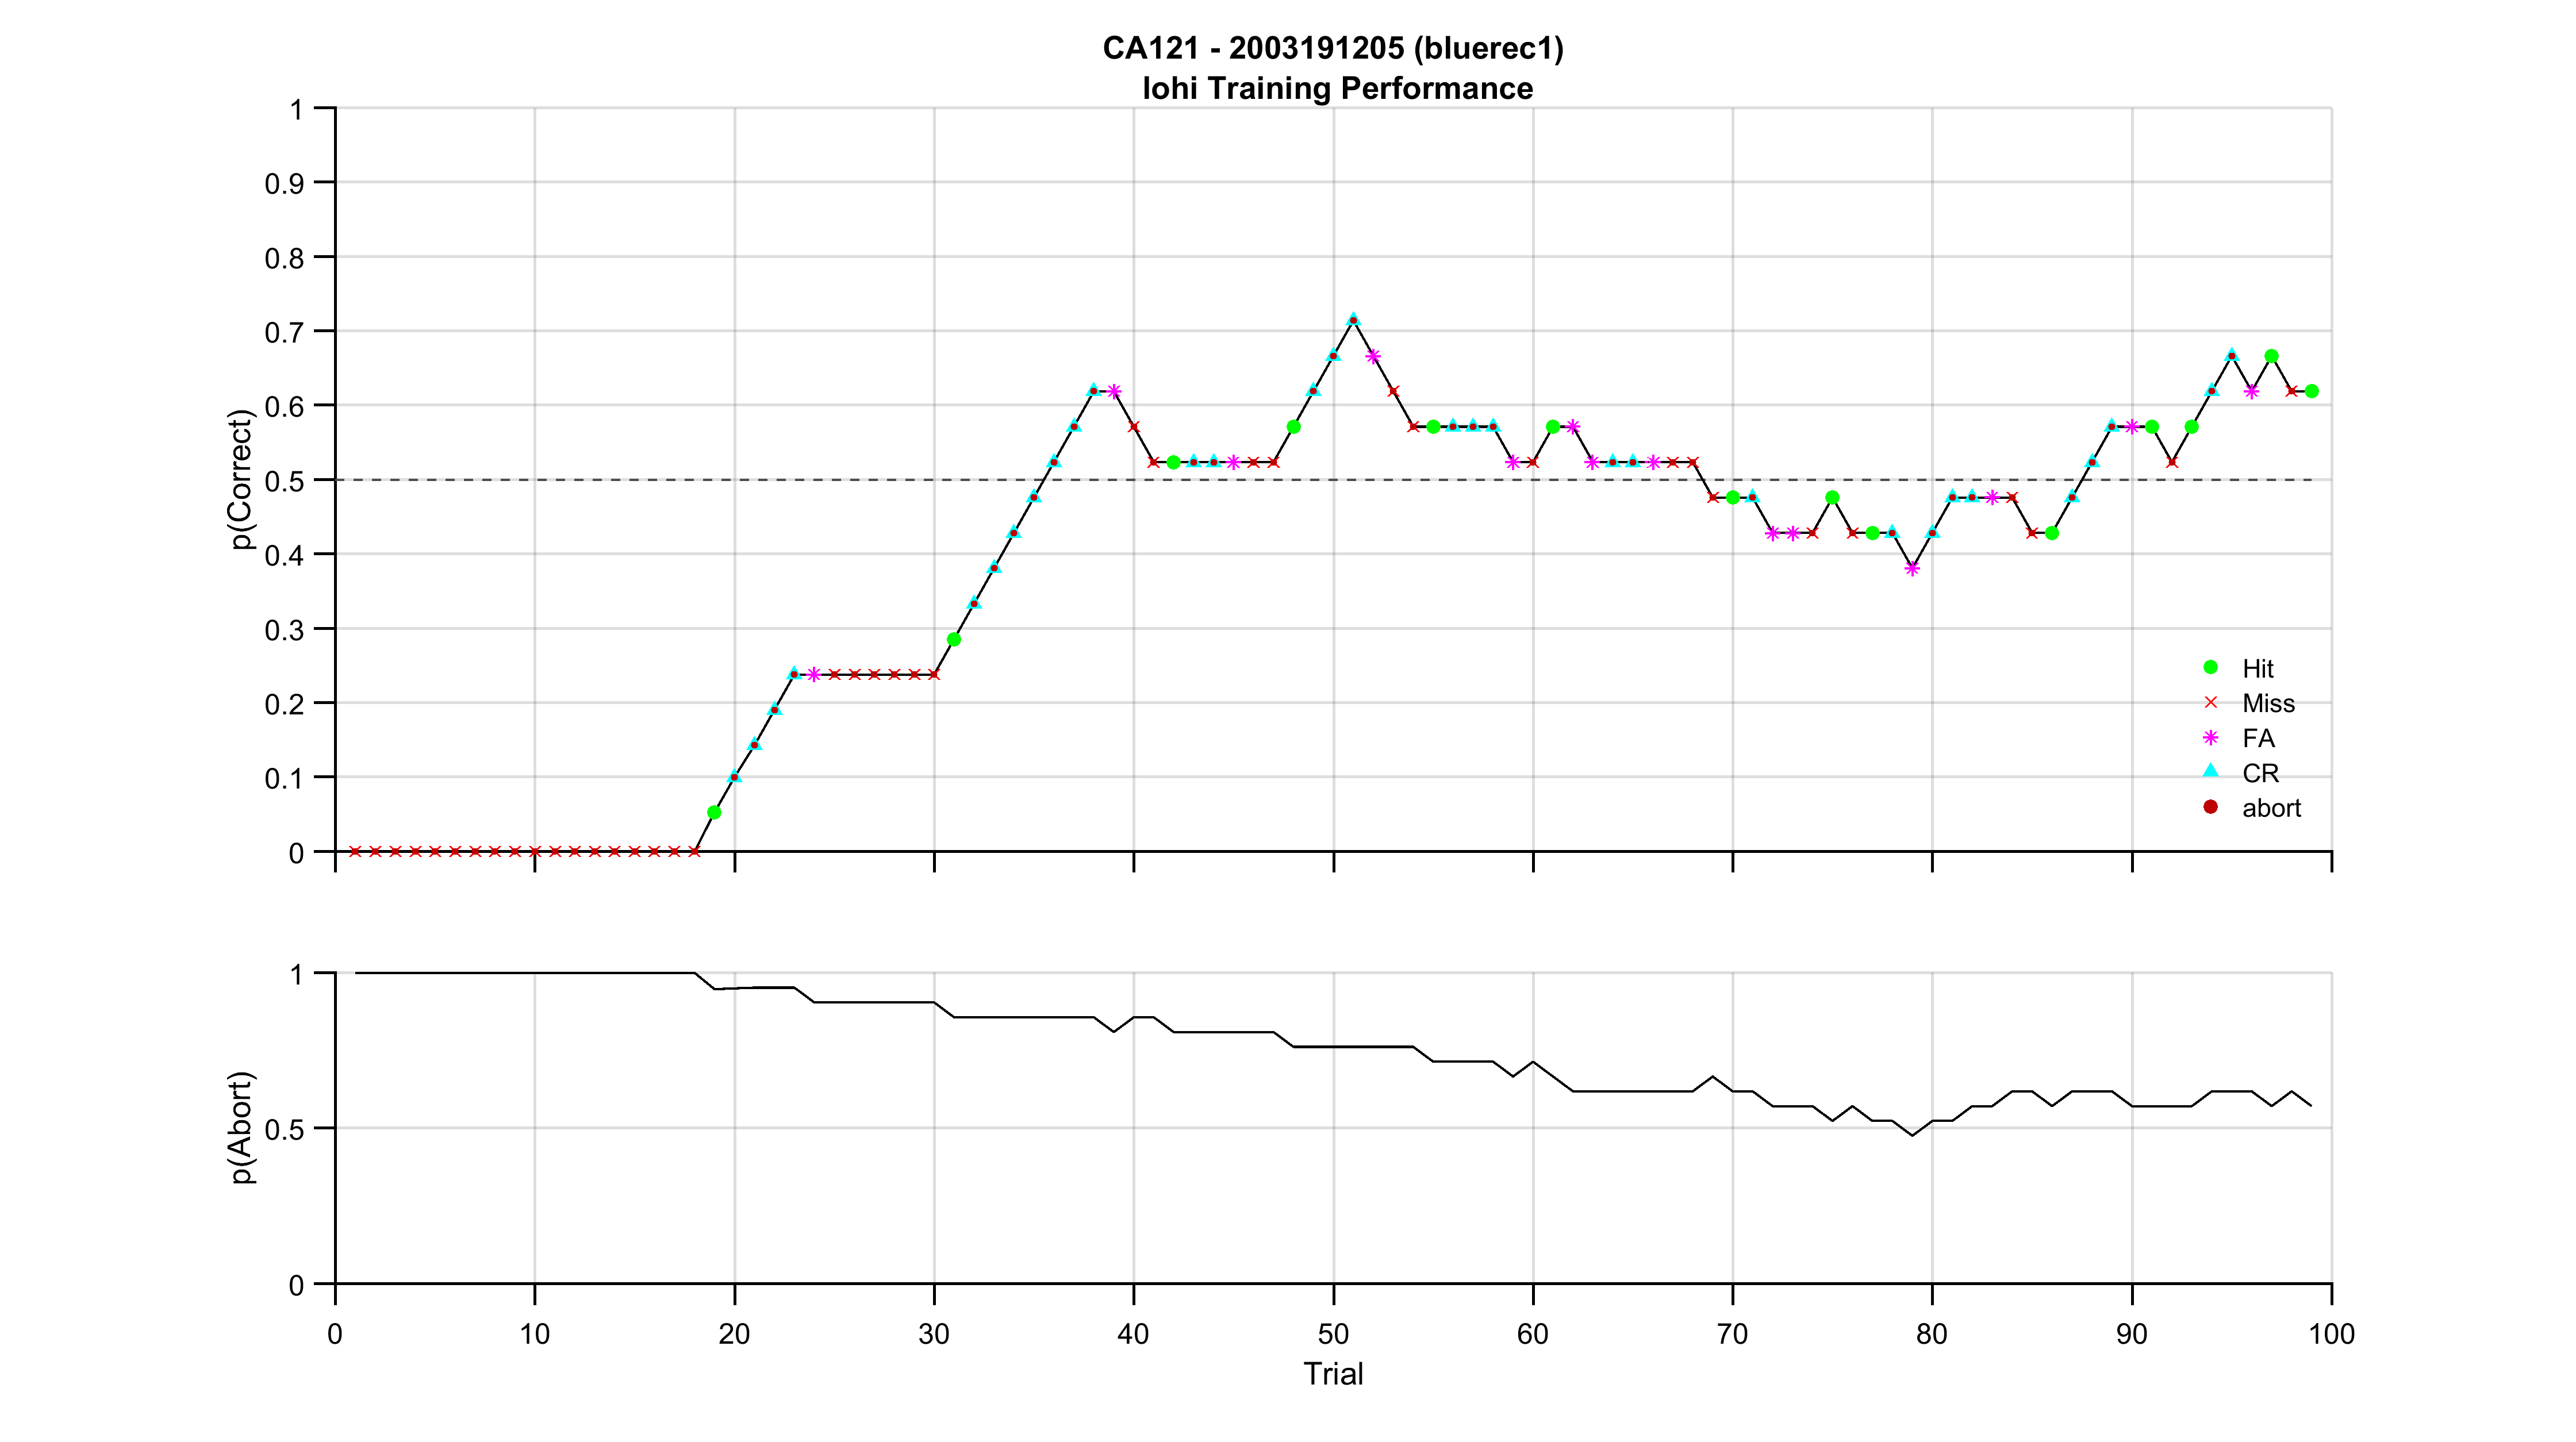 CA121 - 2003191205 (bluerec1)
lohi Training Performance
p(Correct)
1
0.9
0.8
0.7
0.6
0.5
0.4
0.3
0.2
0.1
0
Hit
Miss
FA
CR
abort
p(Abort)
1
0.5
0
0 10 20 30 40 50 60 70 80 90 100
Trial